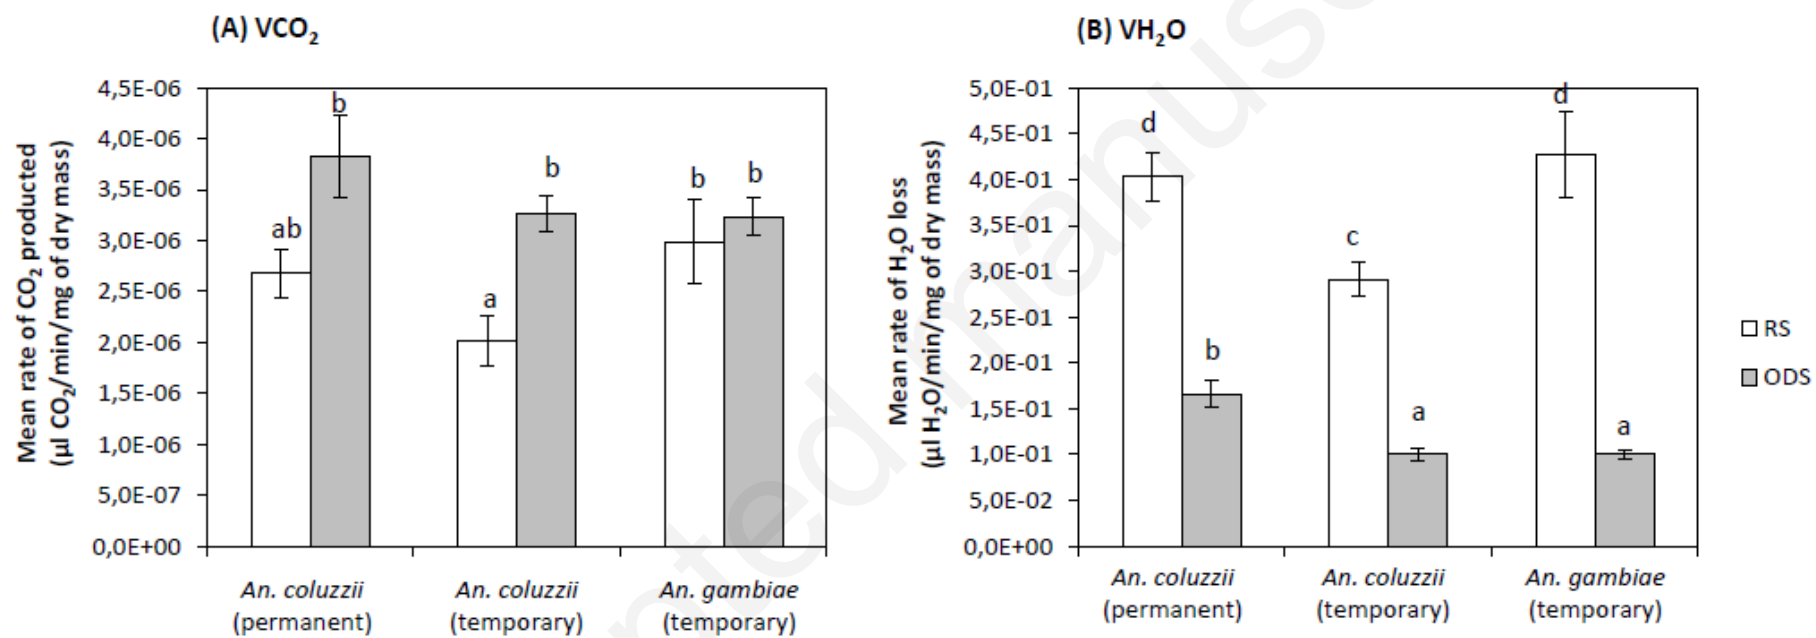 (A) VCO₂
Mean rate of CO₂ producted
(µl CO₂/min/mg of dry mass)
4,5E-06
4,0E-06
3,5E-06
3,0E-06
2,5E-06
2,0E-06
1,5E-06
1,0E-06
5,0E-07
0,0E+00
ab
b
a
b
b
b
An. coluzzii
(permanent)
An. coluzzii
(temporary)
An. gambiae
(temporary)
(B) VH₂O
Mean rate of H₂O loss
(µl H₂O/min/mg of dry mass)
5,0E-01
4,5E-01
4,0E-01
3,5E-01
3,0E-01
2,5E-01
2,0E-01
1,5E-01
1,0E-01
5,0E-02
0,0E+00
d
b
c
a
d
a
An. coluzzii
(permanent)
An. coluzzii
(temporary)
An. gambiae
(temporary)
RS
ODS